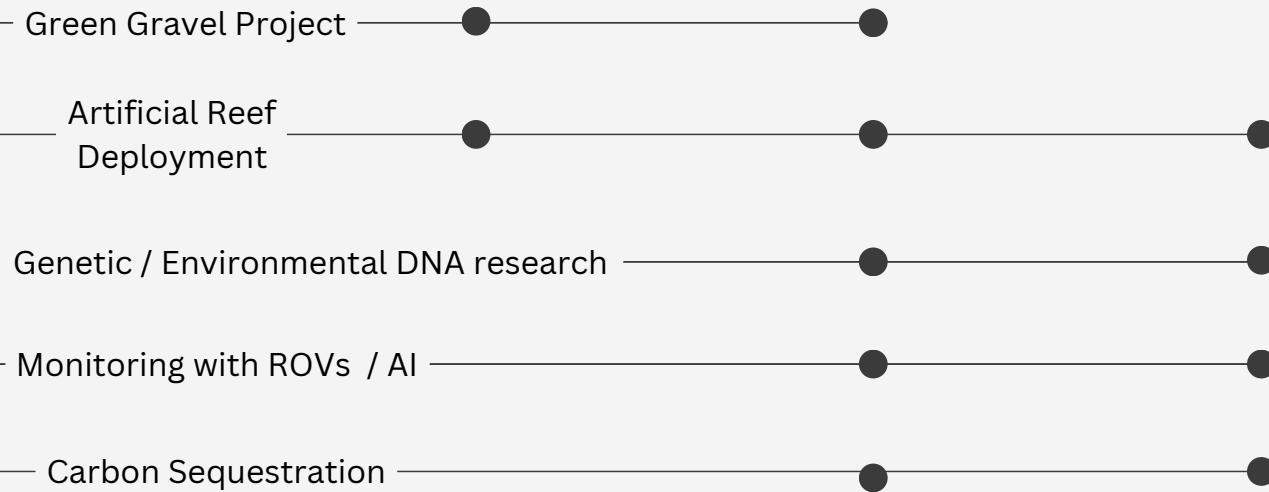 Green Gravel Project
Artificial Reef
Deployment
Genetic / Environmental DNA research
Monitoring with ROVs  / AI
Carbon Sequestration